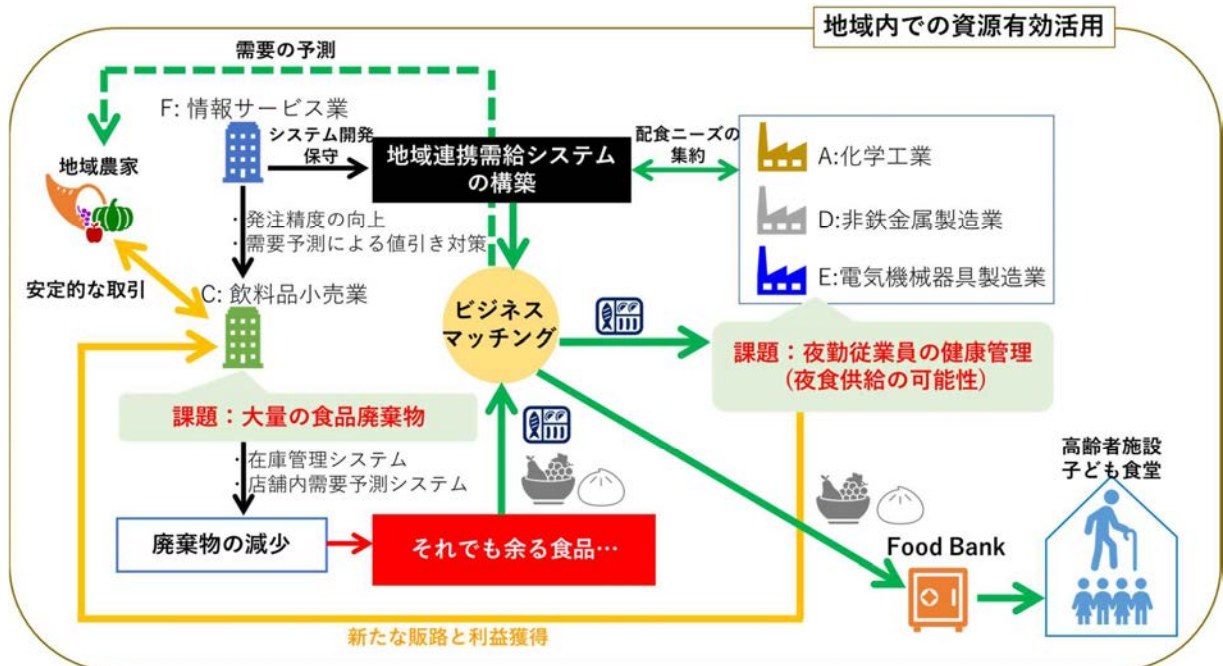 地域内での資源有効活用
需要の予測
F: 情報サービス業
システム開発
保守
地域連携需給システム
の構築
配食ニーズの
集約
A:化学工業
D:非鉄金属製造業
E:電気機械器具製造業
地域農家
・発注精度の向上
・需要予測による値引き対策
安定的な取引
C: 飲料品小売業
ビジネス
マッチング
課題：夜勤従業員の健康管理
(夜食供給の可能性)
課題：大量の食品廃棄物
・在庫管理システム
・店舗内需要予測システム
高齢者施設
子ども食堂
廃棄物の減少
それでも余る食品…
Food Bank
新たな販路と利益獲得